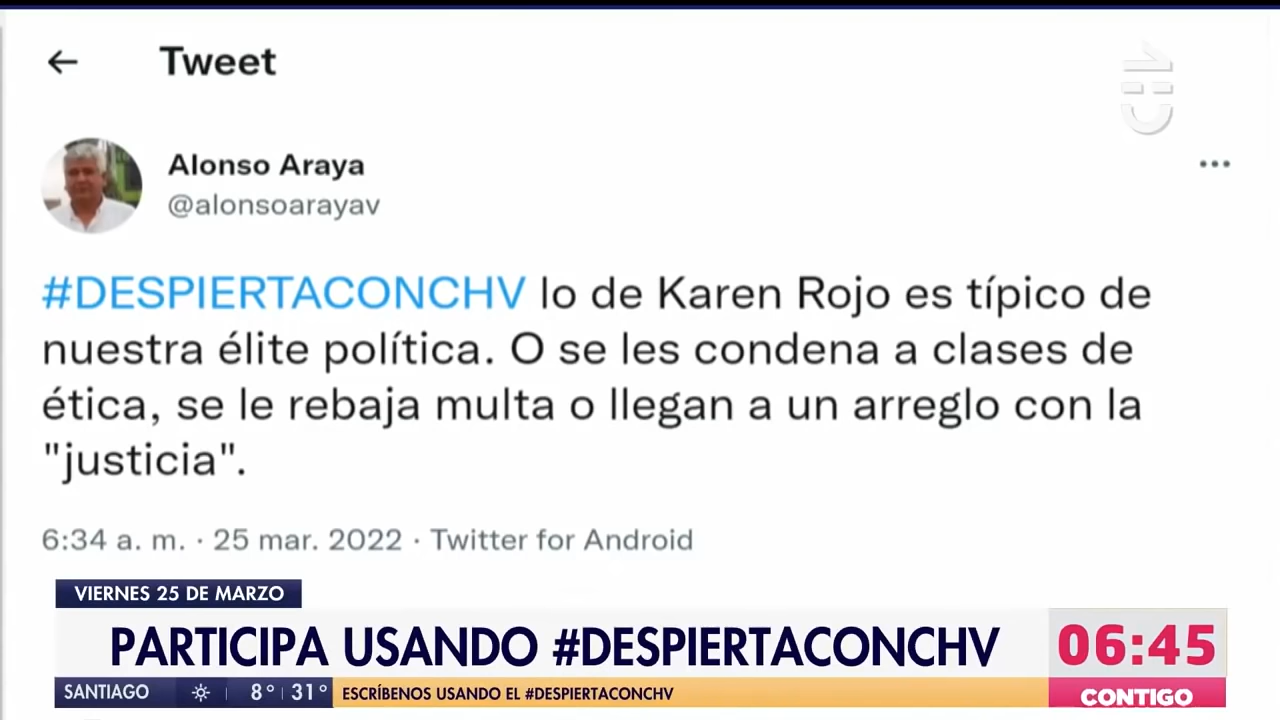 Tweet
CHV
Alonso Araya
@alonsoarayav
#DESPIERTACONCHV lo de Karen Rojo es típico de
nuestra élite política. O se les condena a clases de
ética, se le rebaja multa o llegan a un arreglo con la
"justicia".
6:34 a. m. · 25 mar. 2022 · Twitter for Android
VIERNES 25 DE MARZO
PARTICIPA USANDO #DESPIERTACONCHV
06:45
SANTIAGO 8° 31° ESCRÍBENOS USANDO EL #DESPIERTACONCHV
CONTIGO